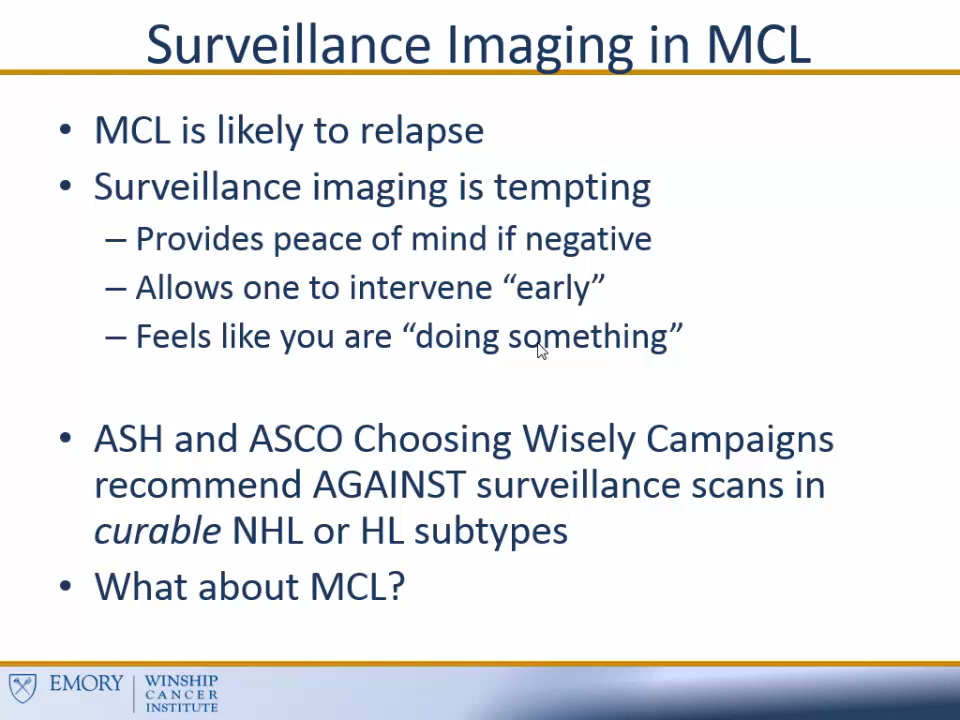 Surveillance Imaging in MCL
• MCL is likely to relapse
• Surveillance imaging is tempting
– Provides peace of mind if negative
– Allows one to intervene “early”
– Feels like you are “doing something”
• ASH and ASCO Choosing Wisely Campaigns
recommend AGAINST surveillance scans in
curable NHL or HL subtypes
• What about MCL?
EMORY
WINSHIP
CANCER
INSTITUTE